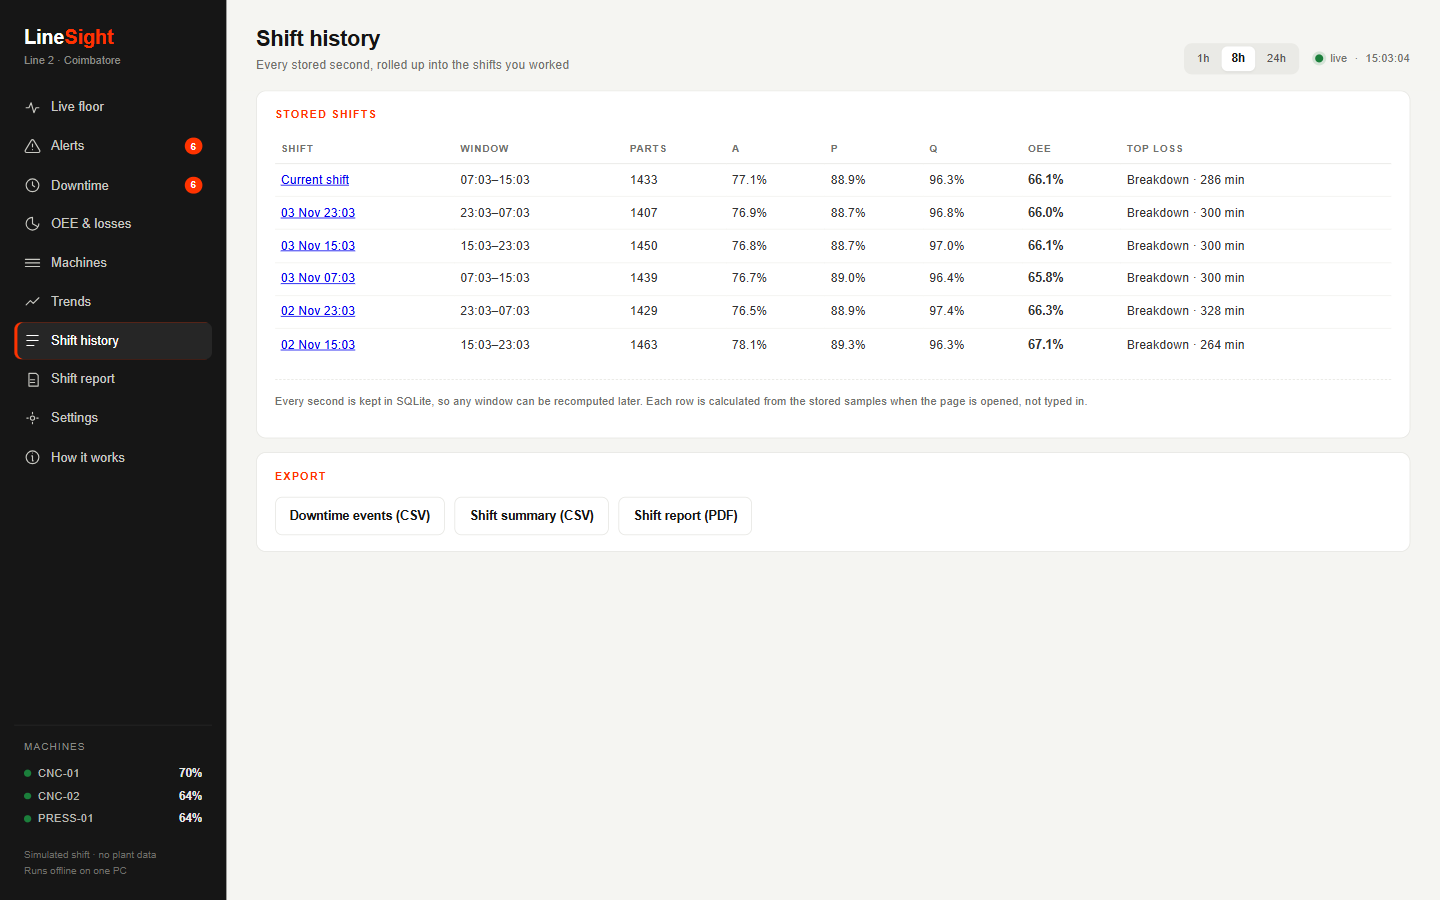 LineSight
Line 2 · Coimbatore
Live floor
Alerts 6
Downtime 6
OEE & losses
Machines
Trends
Shift history
Shift report
Settings
How it works
MACHINES
CNC-01 70%
CNC-02 64%
PRESS-01 64%
Simulated shift · no plant data
Runs offline on one PC
Shift history
Every stored second, rolled up into the shifts you worked
1h 8h 24h live · 15:03:04
STORED SHIFTS
SHIFT WINDOW PARTS A P Q OEE TOP LOSS
Current shift 07:03–15:03 1433 77.1% 88.9% 96.3% 66.1% Breakdown · 286 min
03 Nov 23:03 23:03–07:03 1407 76.9% 88.7% 96.8% 66.0% Breakdown · 300 min
03 Nov 15:03 15:03–23:03 1450 76.8% 88.7% 97.0% 66.1% Breakdown · 300 min
03 Nov 07:03 07:03–15:03 1439 76.7% 89.0% 96.4% 65.8% Breakdown · 300 min
02 Nov 23:03 23:03–07:03 1429 76.5% 88.9% 97.4% 66.3% Breakdown · 328 min
02 Nov 15:03 15:03–23:03 1463 78.1% 89.3% 96.3% 67.1% Breakdown · 264 min
Every second is kept in SQLite, so any window can be recomputed later. Each row is calculated from the stored samples when the page is opened, not typed in.
EXPORT
Downtime events (CSV) Shift summary (CSV) Shift report (PDF)